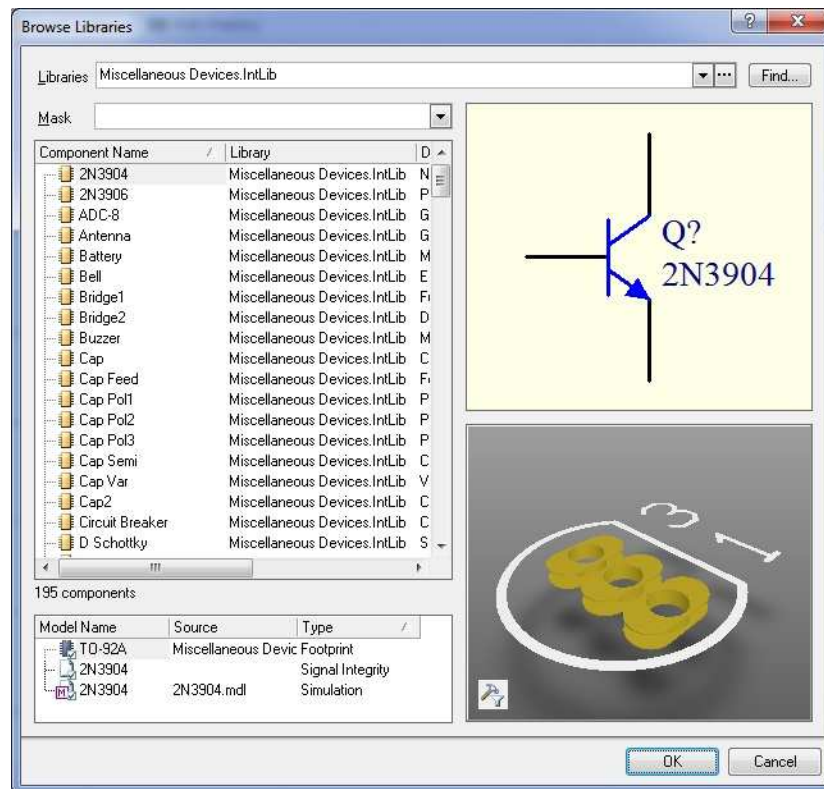 Browse Libraries
Libraries Miscellaneous Devices.IntLib Find...
Mask
Component Name Library D
2N3904 Miscellaneous Devices.IntLib N
2N3906 Miscellaneous Devices.IntLib P
ADC-8 Miscellaneous Devices.IntLib G
Antenna Miscellaneous Devices.IntLib G
Battery Miscellaneous Devices.IntLib M
Bell Miscellaneous Devices.IntLib E
Bridge1 Miscellaneous Devices.IntLib F
Bridge2 Miscellaneous Devices.IntLib D
Buzzer Miscellaneous Devices.IntLib M
Cap Miscellaneous Devices.IntLib C
Cap Feed Miscellaneous Devices.IntLib F
Cap Pol1 Miscellaneous Devices.IntLib P
Cap Pol2 Miscellaneous Devices.IntLib P
Cap Pol3 Miscellaneous Devices.IntLib P
Cap Semi Miscellaneous Devices.IntLib C
Cap Var Miscellaneous Devices.IntLib V
Cap2 Miscellaneous Devices.IntLib C
Circuit Breaker Miscellaneous Devices.IntLib C
D Schottky Miscellaneous Devices.IntLib S
195 components
Model Name Source Type
TO-92A Miscellaneous Devic Footprint
2N3904 Signal Integrity
M 2N3904 2N3904.mdl Simulation
Q?
2N3904
3
1
OK Cancel